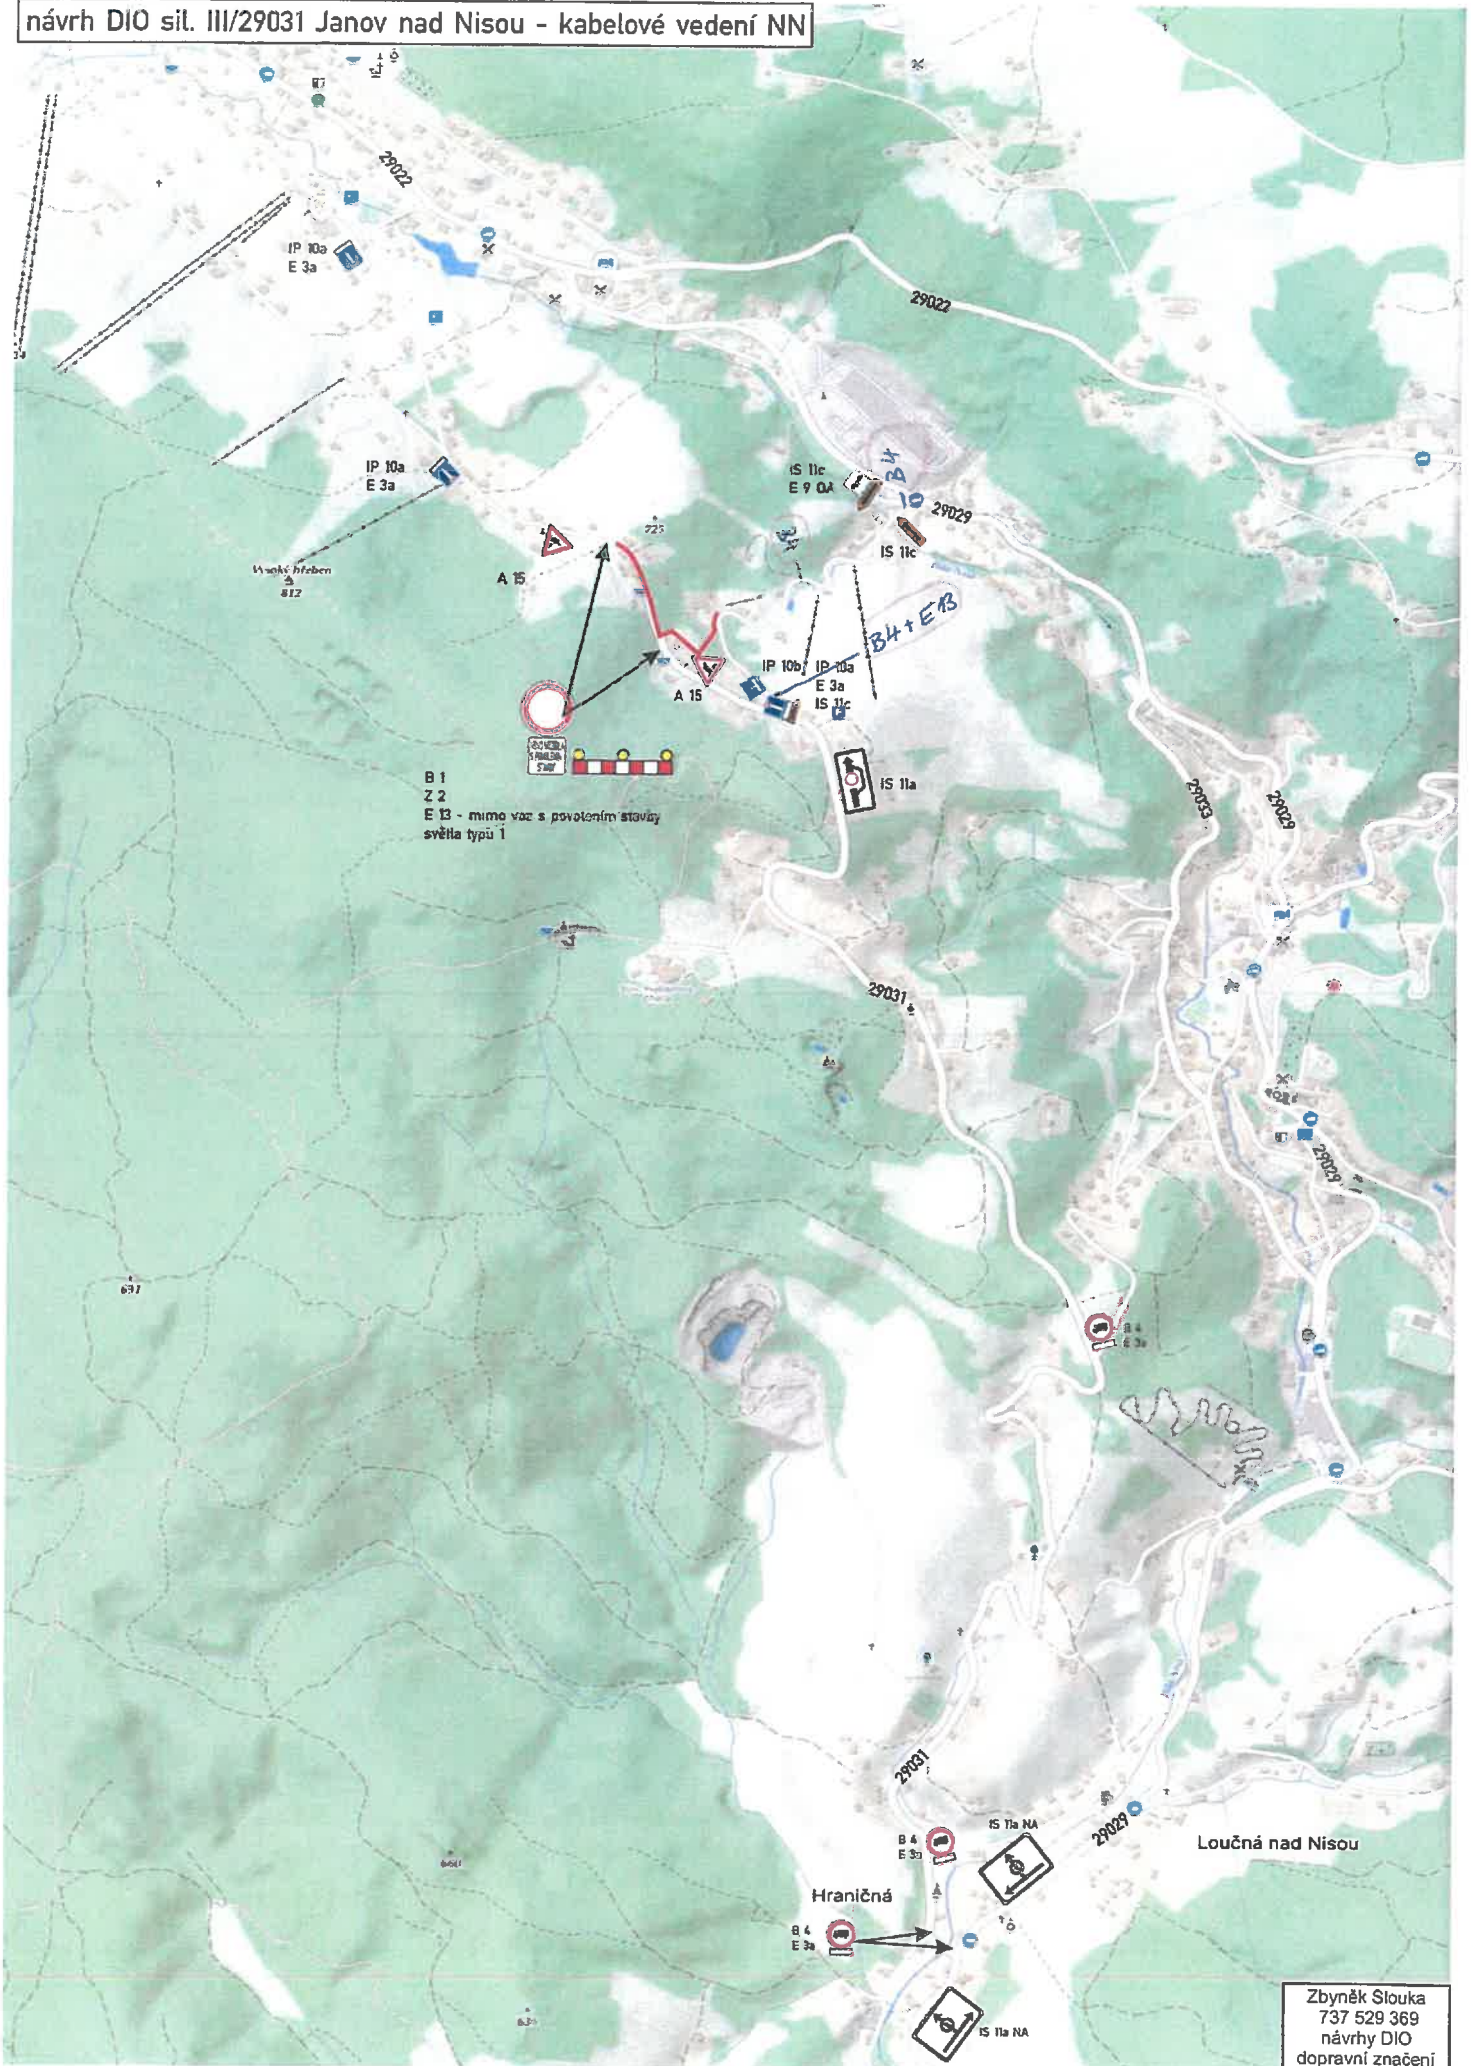 návrh DIO sil. III/29031 Janov nad Nisou - kabelové vedení NN
29022
IP 10a
E 3a
29022
IP 10a
E 3a
IS 11c
E 9 OA
B4
29029
IS 11c
725
B4
A 15
812
B4 + E13
IP 10b
IP 10a
E 3a
IS 11c
A 15
IS 11a
B 1
Z 2
E 13 - mimo voz s povolením stavby
světla typu 1
29033
29029
29031
29029
697
B 4
E 3a
29031
29029
IS 11a NA
B 4
E 3a
Loučná nad Nisou
660
Hraničná
B 4
E 3a
IS 11a NA
Zbyněk Slouka
737 529 369
návrhy DIO
dopravní značení